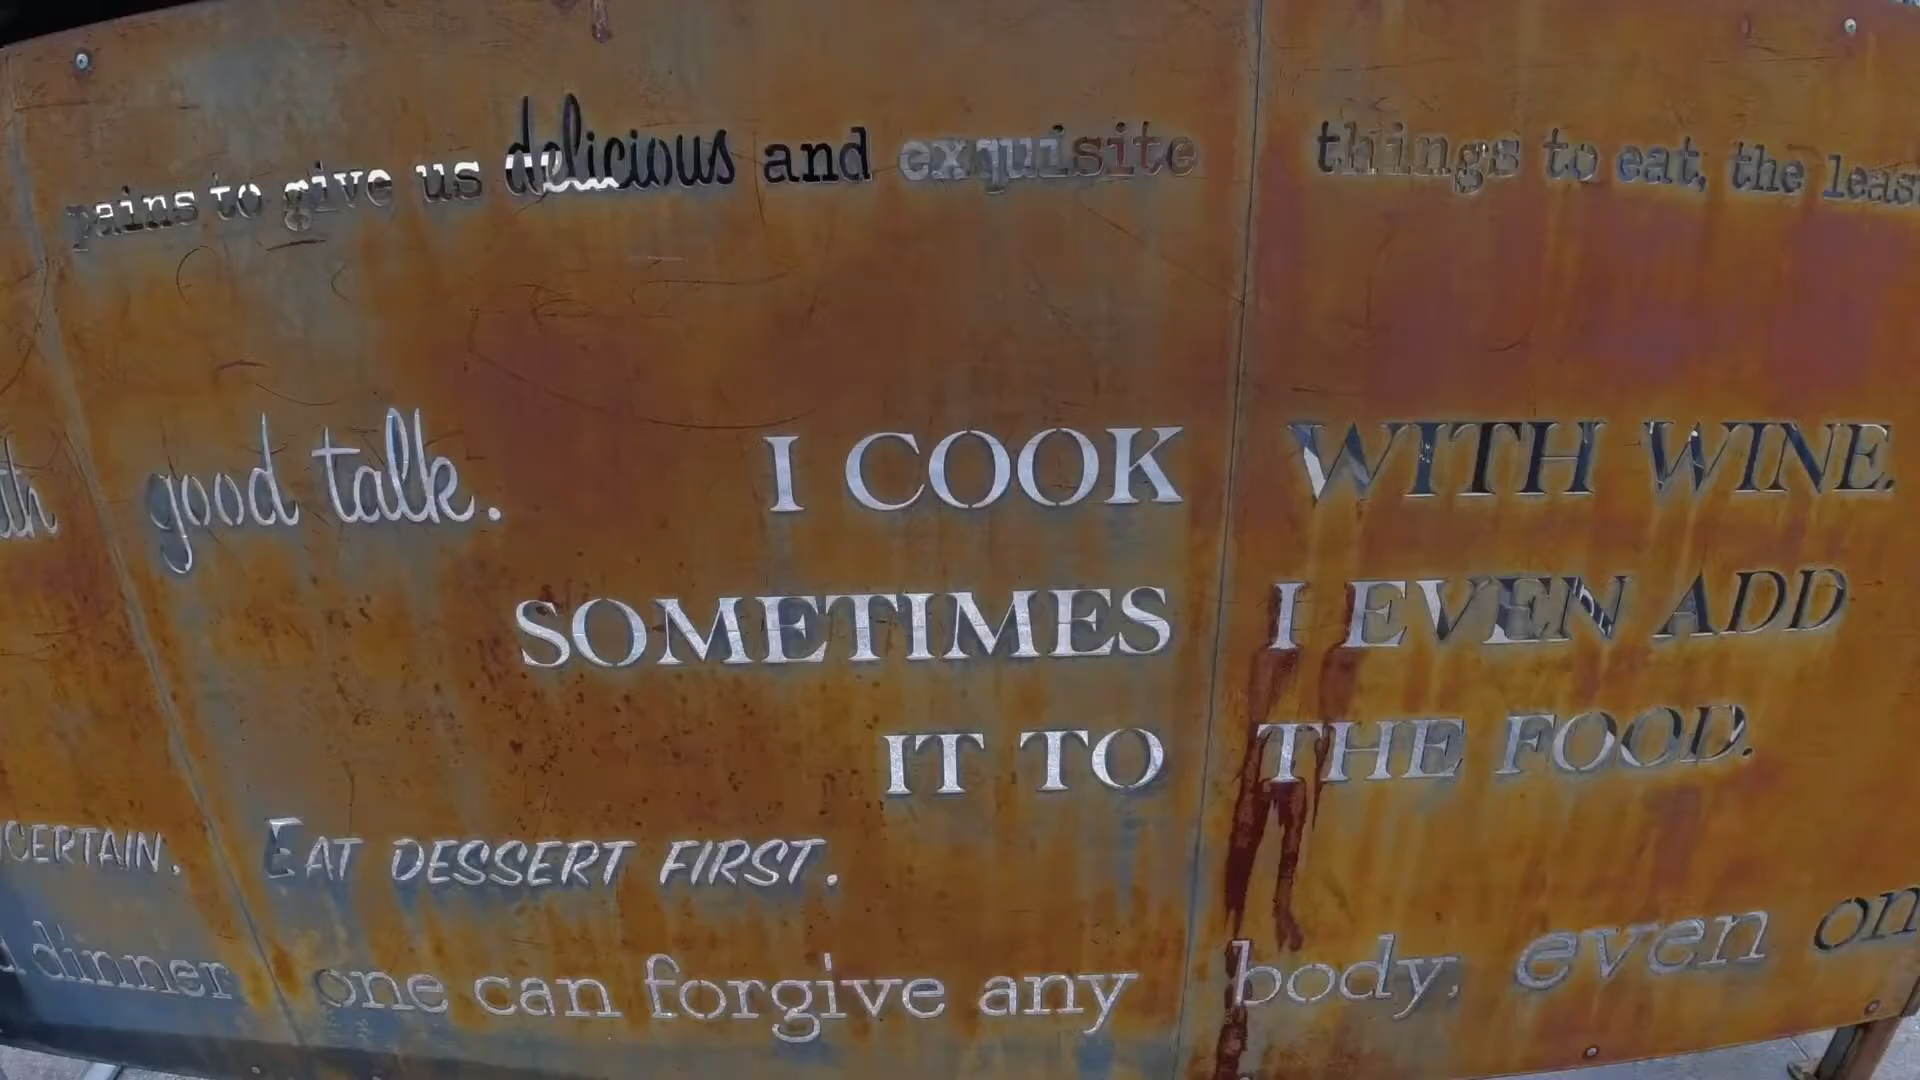 pains to give us delicious and exquisite things to eat, the least
good talk.
I COOK WITH WINE.
SOMETIMES I EVEN ADD
IT TO THE FOOD.
CERTAIN. EAT DESSERT FIRST.
dinner one can forgive any body, even on